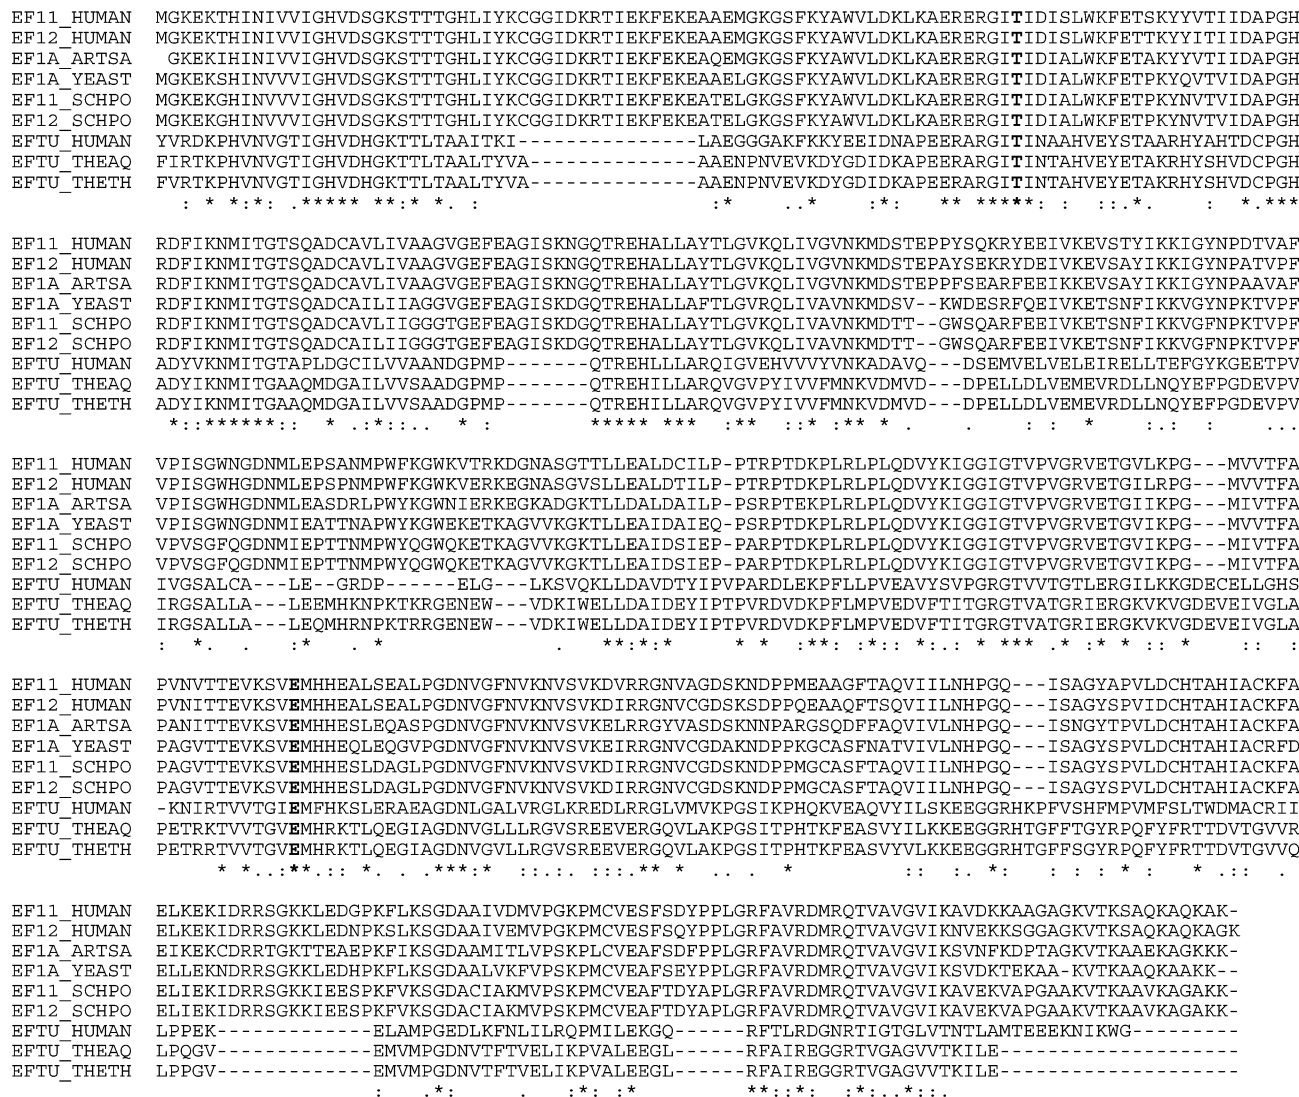 EF11_HUMAN MGKEKTHINIVVIGHVDSGKSTTTGHLIYKCGGIDKRTIEKFEKEAAEMGKGSFKYAWVLDKLKAERERGITIDISLWKFETSKYYVTIIDAPGH
EF12_HUMAN MGKEKTHINIVVIGHVDSGKSTTTGHLIYKCGGIDKRTIEKFEKEAAEMGKGSFKYAWVLDKLKAERERGITIDISLWKFETTKYYITIIDAPGH
EF1A_ARTSA GKEKIHINIVVIGHVDSGKSTTTGHLIYKCGGIDKRTIEKFEKEAQEMGKGSFKYAWVLDKLKAERERGITIDIALWKFETAKYYVTIIDAPGH
EF1A_YEAST MGKEKSHINVVVIGHVDSGKSTTTGHLIYKCGGIDKRTIEKFEKEAAELGKGSFKYAWVLDKLKAERERGITIDIALWKFETPKYQVTVIDAPGH
EF11_SCHPO MGKEKGHINVVVIGHVDSGKSTTTGHLIYKCGGIDKRTIEKFEKEATELGKGSFKYAWVLDKLKAERERGITIDIALWKFETPKYNVTVIDAPGH
EF12_SCHPO MGKEKGHINVVVIGHVDSGKSTTTGHLIYKCGGIDKRTIEKFEKEATELGKGSFKYAWVLDKLKAERERGITIDIALWKFETPKYNVTVIDAPGH
EFTU_HUMAN YVRDKPHVNVGTIGHVDHGKTTLTAAITKI---------------LAEGGGAKFKKYEEIDNAPEERARGITINAAHVEYSTAARHYAHTDCPGH
EFTU_THEAQ FIRTKPHVNVGTIGHVDHGKTTLTAALTYVA--------------AAENPNVEVKDYGDIDKAPEERARGITINTAHVEYETAKRHYSHVDCPGH
EFTU_THETH FVRTKPHVNVGTIGHVDHGKTTLTAALTYVA--------------AAENPNVEVKDYGDIDKAPEERARGITINTAHVEYETAKRHYSHVDCPGH
: * *:*: .***** **:* . : :* ..* :*: ** *****: : ::.*. : *.***
EF11_HUMAN RDFIKNMITGTSQADCAVLIVAAGVGEFEAGISKNGQTREHALLAYTLGVKQLIVGVNKMDSTEPPYSQKRYEEIVKEVSTYIKKIGYNPDTVAF
EF12_HUMAN RDFIKNMITGTSQADCAVLIVAAGVGEFEAGISKNGQTREHALLAYTLGVKQLIVGVNKMDSTEPAYSEKRYDEIVKEVSAYIKKIGYNPATVPF
EF1A_ARTSA RDFIKNMITGTSQADCAVLIVAAGVGEFEAGISKNGQTREHALLAYTLGVKQLIVGVNKMDSTEPPFSEARFEEIKKEVSAYIKKIGYNPAAVAF
EF1A_YEAST RDFIKNMITGTSQADCAILIIAGGVGEFEAGISKDGQTREHALLAFTLGVRQLIVAVNKMDSV--KWDESRFQEIVKETSNFIKKVGYNPKTVPF
EF11_SCHPO RDFIKNMITGTSQADCAVLIIGGGTGEFEAGISKDGQTREHALLAYTLGVKQLIVAVNKMDTT--GWSQARFEEIVKETSNFIKKVGFNPKTVPF
EF12_SCHPO RDFIKNMITGTSQADCAVLIIGGGTGEFEAGISKDGQTREHALLAYTLGVKQLIVAVNKMDTT--GWSQARFEEIVKETSNFIKKVGFNPKTVPF
EFTU_HUMAN ADYVKNMITGTAPLDGCILVVAANDGPMP-------QTREHLLLARQIGVEHVVVYVNKADAVQ---DSEMVELVELEIRELLTEFGYKGEETPV
EFTU_THEAQ ADYIKNMITGAAQMDGAILVVSAADGPMP-------QTREHILLARQVGVPYIVVFMNKVDMVD---DPELLDLVEMEVRDLLNQYEFPGDEVPV
EFTU_THETH ADYIKNMITGAAQMDGAILVVSAADGPMP-------QTREHILLARQVGVPYIVVFMNKVDMVD---DPELLDLVEMEVRDLLNQYEFPGDEVPV
*::******:: * .:*::.. * : ***** *** :** ::* :** * . . : : * :.: : ...
EF11_HUMAN VPISGWNGDNMLEPSANMPWFKGWKVTRKDGNASGTTLLEALDCILP-PTRPTDKPLRLPLQDVYKIGGIGTVPVGRVETGVLKPG---MVVTFA
EF12_HUMAN VPISGWHGDNMLEPSPNMPWFKGWKVERKEGNASGVSLLEALDTILP-PTRPTDKPLRLPLQDVYKIGGIGTVPVGRVETGILRPG---MVVTFA
EF1A_ARTSA VPISGWHGDNMLEASDRLPWYKGWNIERKEGKADGKTLLDALDAILP-PSRPTEKPLRLPLQDVYKIGGIGTVPVGRVETGIIKPG---MIVTFA
EF1A_YEAST VPISGWNGDNMIEATTNAPWYKGWEKETKAGVVKGKTLLEAIDAIEQ-PSRPTDKPLRLPLQDVYKIGGIGTVPVGRVETGVIKPG---MVVTFA
EF11_SCHPO VPVSGFQGDNMIEPTTNMPWYQGWQKETKAGVVKGKTLLEAIDSIEP-PARPTDKPLRLPLQDVYKIGGIGTVPVGRVETGVIKPG---MIVTFA
EF12_SCHPO VPVSGFQGDNMIEPTTNMPWYQGWQKETKAGVVKGKTLLEAIDSIEP-PARPTDKPLRLPLQDVYKIGGIGTVPVGRVETGVIKPG---MIVTFA
EFTU_HUMAN IVGSALCA---LE--GRDP------ELG---LKSVQKLLDAVDTYIPVPARDLEKPFLLPVEAVYSVPGRGTVVTGTLERGILKKGDECELLGHS
EFTU_THEAQ IRGSALLA---LEEMHKNPKTKRGENEW---VDKIWELLDAIDEYIPTPVRDVDKPFLMPVEDVFTITGRGTVATGRIERGKVKVGDEVEIVGLA
EFTU_THETH IRGSALLA---LEQMHRNPKTRRGENEW---VDKIWELLDAIDEYIPTPVRDVDKPFLMPVEDVFTITGRGTVATGRIERGKVKVGDEVEIVGLA
: *. . :* . * . **:*:* * * :**: :*:: *:.: * *** .* :* * :: * :: :
EF11_HUMAN PVNVTTEVKSVEMHHEALSEALPGDNVGFNVKNVSVKDVRRGNVAGDSKNDPPMEAAGFTAQVIILNHPGQ---ISAGYAPVLDCHTAHIACKFA
EF12_HUMAN PVNITTEVKSVEMHHEALSEALPGDNVGFNVKNVSVKDIRRGNVCGDSKSDPPQEAAQFTSQVIILNHPGQ---ISAGYSPVIDCHTAHIACKFA
EF1A_ARTSA PANITTEVKSVEMHHESLEQASPGDNVGFNVKNVSVKELRRGYVASDSKNNPARGSQDFFAQVIVLNHPGQ---ISNGYTPVLDCHTAHIACKFA
EF1A_YEAST PAGVTTEVKSVEMHHEQLEQGVPGDNVGFNVKNVSVKEIRRGNVCGDAKNDPPKGCASFNATVIVLNHPGQ---ISAGYSPVLDCHTAHIACRFD
EF11_SCHPO PAGVTTEVKSVEMHHESLDAGLPGDNVGFNVKNVSVKDIRRGNVCGDSKNDPPMGCASFTAQVIILNHPGQ---ISAGYSPVLDCHTAHIACKFA
EF12_SCHPO PAGVTTEVKSVEMHHESLDAGLPGDNVGFNVKNVSVKDIRRGNVCGDSKNDPPMGCASFTAQVIILNHPGQ---ISAGYSPVLDCHTAHIACKFA
EFTU_HUMAN -KNIRTVVTGIEMFHKSLERAEAGDNLGALVRGLKREDLRRGLVMVKPGSIKPHQKVEAQVYILSKEEGGRHKPFVSHFMPVMFSLTWDMACRII
EFTU_THEAQ PETRKTVVTGVEMHRKTLQEGIAGDNVGLLLRGVSREEVERGQVLAKPGSITPHTKFEASVYILKKEEGGRHTGFFTGYRPQFYFRTTDVTGVVR
EFTU_THETH PETRRTVVTGVEMHRKTLQEGIAGDNVGVLLRGVSREEVERGQVLAKPGSITPHTKFEASVYVLKKEEGGRHTGFFSGYRPQFYFRTTDVTGVVQ
* *..:**.:: *. .***:* ::.:. :::.** * .. . * :: :. :* : : :* : * .:: .
EF11_HUMAN ELKEKIDRRSGKKLEDGPKFLKSGDAAIVDMVPGKPMCVESFSDYPPLGRFAVRDMRQTVAVGVIKAVDKKAAGAGKVTKSAQKAQKAK-
EF12_HUMAN ELKEKIDRRSGKKLEDNPKSLKSGDAAIVEMVPGKPMCVESFSQYPPLGRFAVRDMRQTVAVGVIKNVEKKSGGAGKVTKSAQKAQKAGK
EF1A_ARTSA EIKEKCDRRTGKTTEAEPKFIKSGDAAMITLVPSKPLCVEAFSDFPPLGRFAVRDMRQTVAVGVIKSVNFKDPTAGKVTKAAEKAGKKK-
EF1A_YEAST ELLEKNDRRSGKKLEDHPKFLKSGDAALVKFVPSKPMCVEAFSEYPPLGRFAVRDMRQTVAVGVIKSVDKTEKAA-KVTKAAQKAAKK--
EF11_SCHPO ELIEKIDRRSGKKIEESPKFVKSGDACIAKMVPSKPMCVEAFTDYAPLGRFAVRDMRQTVAVGVIKAVEKVAPGAAKVTKAAVKAGAKK-
EF12_SCHPO ELIEKIDRRSGKKIEESPKFVKSGDACIAKMVPSKPMCVEAFTDYAPLGRFAVRDMRQTVAVGVIKAVEKVAPGAAKVTKAAVKAGAKK-
EFTU_HUMAN LPPEK-------------ELAMPGEDLKFNLILRQPMILEKGQ------RFTLRDGNRTIGTGLVTNTLAMTEEEKNIKWG---------
EFTU_THEAQ LPQGV-------------EMVMPGDNVTFTVELIKPVALEEGL------RFAIREGGRTVGAGVVTKILE--------------------
EFTU_THETH LPPGV-------------EMVMPGDNVTFTVELIKPVALEEGL------RFAIREGGRTVGAGVVTKILE--------------------
: .*: . :*: :* **::*: :*:..*::.